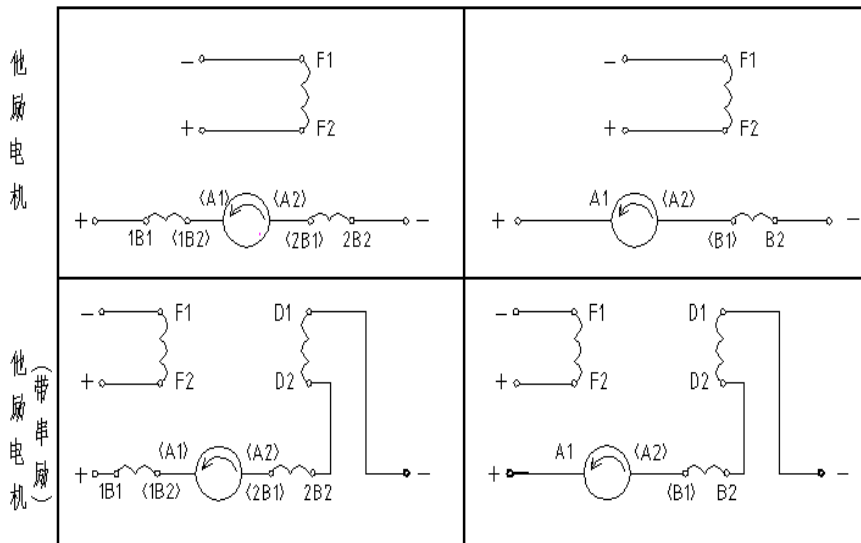 他励电机
- F1
+ F2
⟨A1⟩ ⟨A2⟩
+ -
1B1 ⟨1B2⟩ ⟨2B1⟩ 2B2
- F1
+ F2
A1 ⟨A2⟩
+ -
⟨B1⟩ B2
他励电机
(带串励)
- F1 D1
+ F2 D2
⟨A1⟩ ⟨A2⟩
+ -
1B1 ⟨1B2⟩ ⟨2B1⟩ 2B2
- F1 D1
+ F2 D2
A1 ⟨A2⟩
+ -
⟨B1⟩ B2